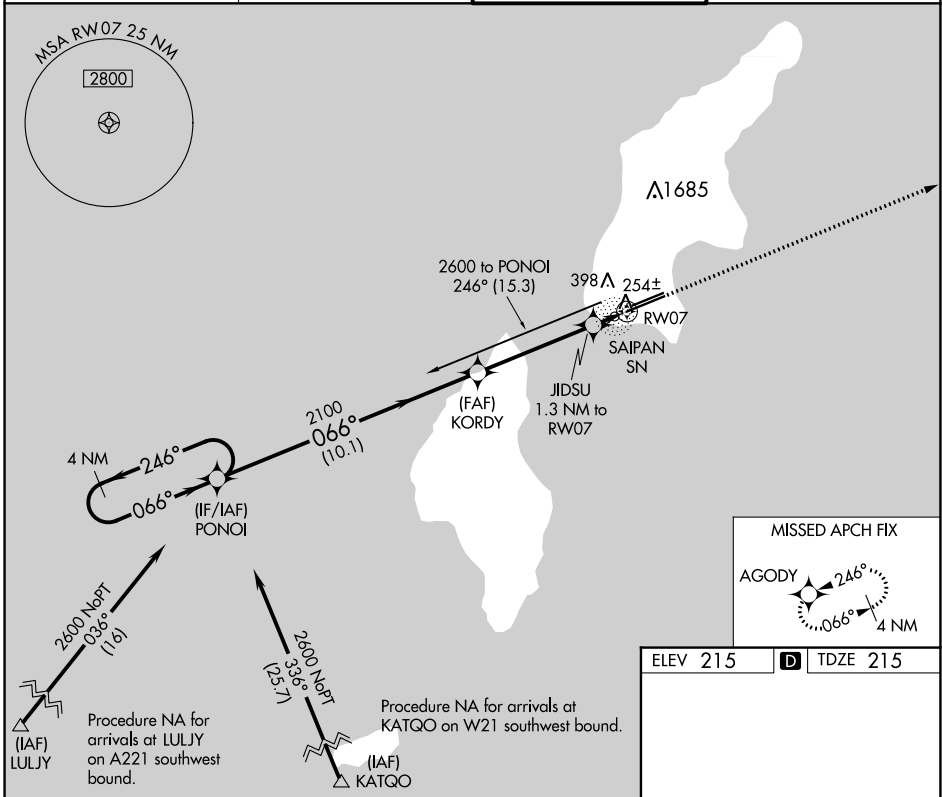 MSA RW07 25 NM
2800
1685
2600 to PONOI
246° (15.3)
398
254±
RW07
SAIPAN
SN
JIDSU
1.3 NM to
RW07
(FAF)
KORDY
2100
066°
(10.1)
4 NM
246°
066°
(IF/IAF)
PONOI
MISSED APCH FIX
AGODY
246°
066°
4 NM
2600 NoPT
036°
(16)
2600 NoPT
336°
(25.7)
ELEV 215
D
TDZE 215
(IAF)
LULJY
Procedure NA for
arrivals at LULJY
on A221 southwest
bound.
Procedure NA for arrivals at
KATQO on W21 southwest bound.
(IAF)
KATQO